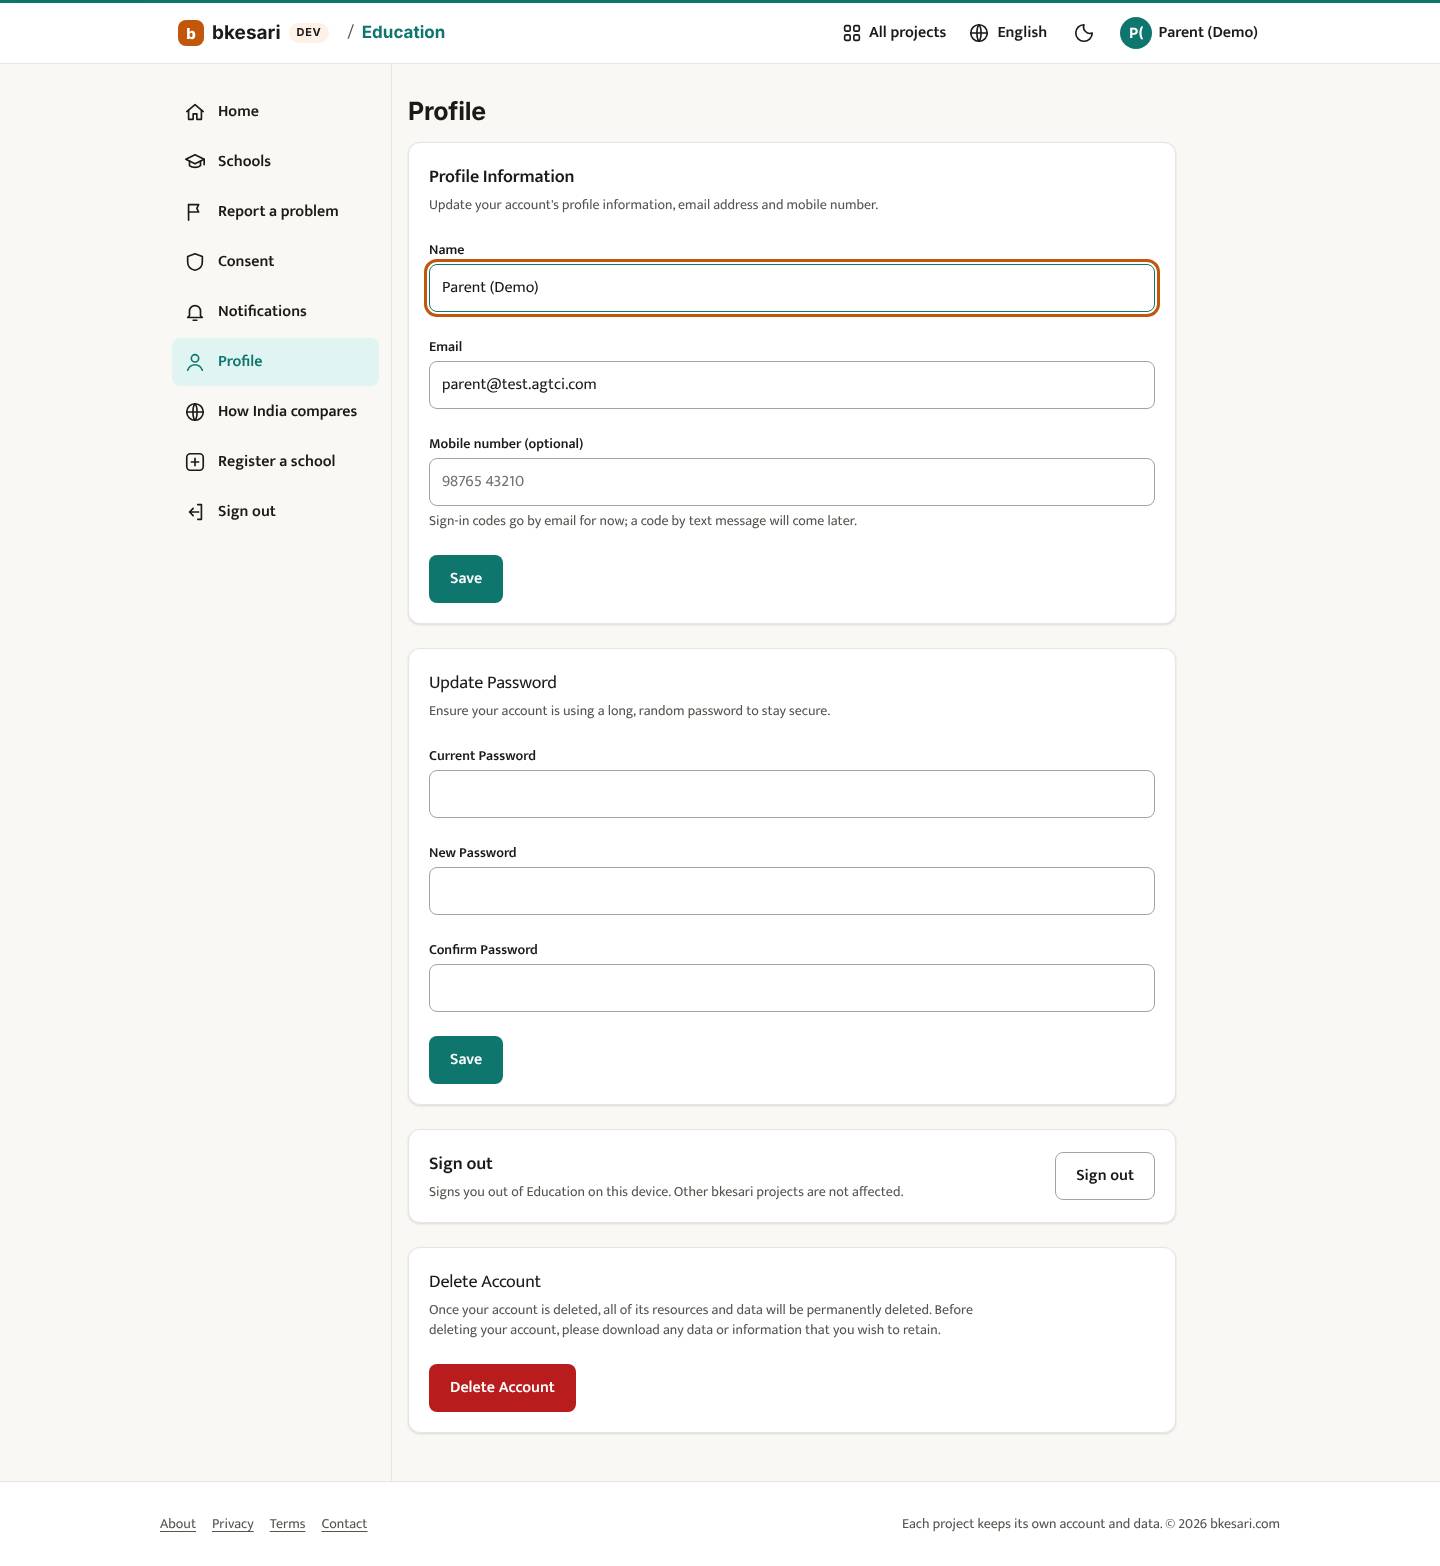 b bkesari DEV / Education
All projects English P( Parent (Demo)
Home
Schools
Report a problem
Consent
Notifications
Profile
How India compares
Register a school
Sign out
Profile
Profile Information
Update your account's profile information, email address and mobile number.
Name
Parent (Demo)
Email
parent@test.agtci.com
Mobile number (optional)
98765 43210
Sign-in codes go by email for now; a code by text message will come later.
Save
Update Password
Ensure your account is using a long, random password to stay secure.
Current Password
New Password
Confirm Password
Save
Sign out
Signs you out of Education on this device. Other bkesari projects are not affected.
Sign out
Delete Account
Once your account is deleted, all of its resources and data will be permanently deleted. Before
deleting your account, please download any data or information that you wish to retain.
Delete Account
About Privacy Terms Contact
Each project keeps its own account and data. © 2026 bkesari.com